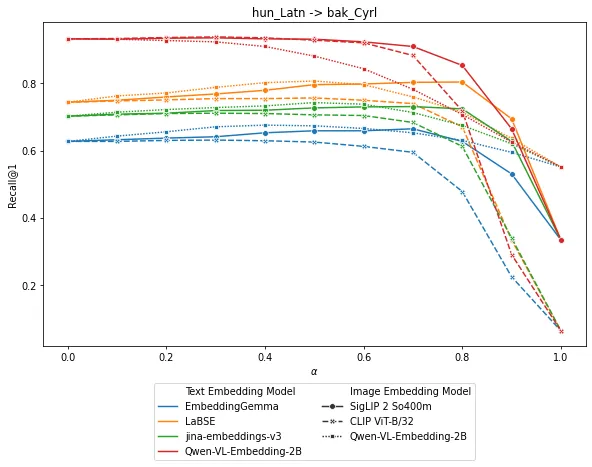 hun_Latn -> bak_Cyrl
Recall@1
0.8
0.6
0.4
0.2
0.0 0.2 0.4 0.6 0.8 1.0
α
Text Embedding Model Image Embedding Model
EmbeddingGemma SigLIP 2 So400m
LaBSE CLIP ViT-B/32
jina-embeddings-v3 Qwen-VL-Embedding-2B
Qwen-VL-Embedding-2B